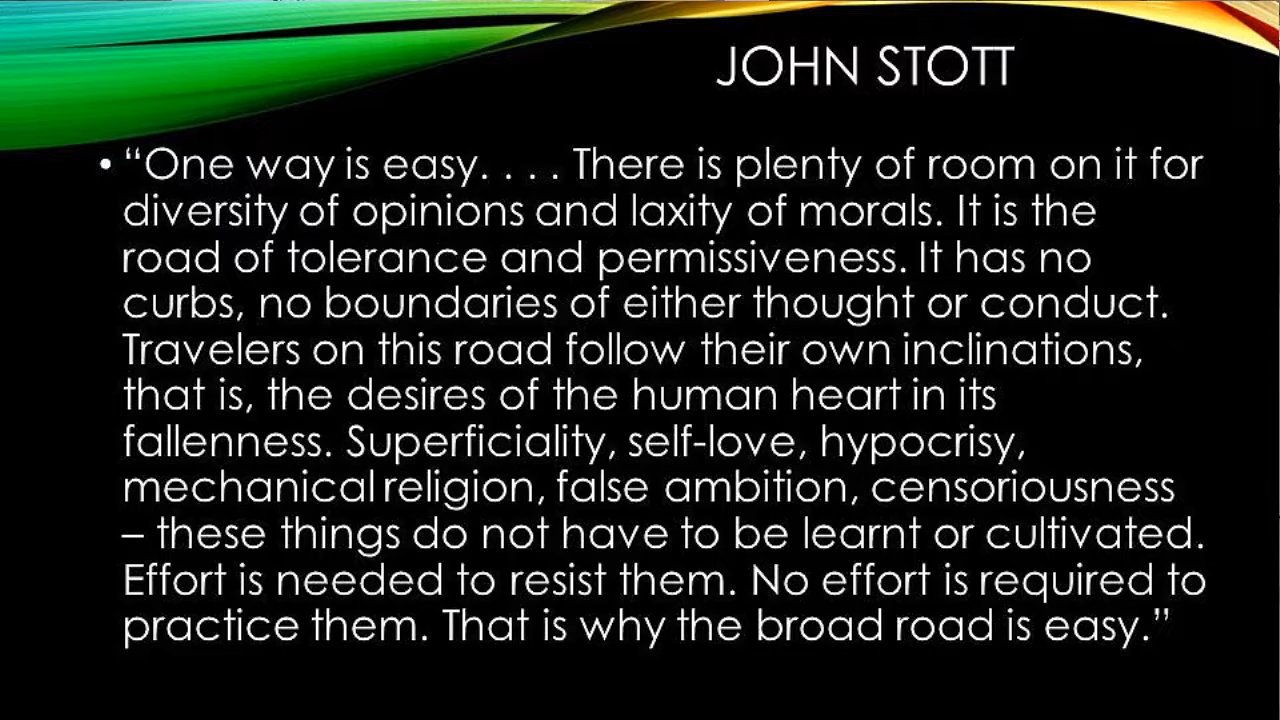 JOHN STOTT
• “One way is easy. . . . There is plenty of room on it for
diversity of opinions and laxity of morals. It is the
road of tolerance and permissiveness. It has no
curbs, no boundaries of either thought or conduct.
Travelers on this road follow their own inclinations,
that is, the desires of the human heart in its
fallenness. Superficiality, self-love, hypocrisy,
mechanical religion, false ambition, censoriousness
– these things do not have to be learnt or cultivated.
Effort is needed to resist them. No effort is required to
practice them. That is why the broad road is easy.”